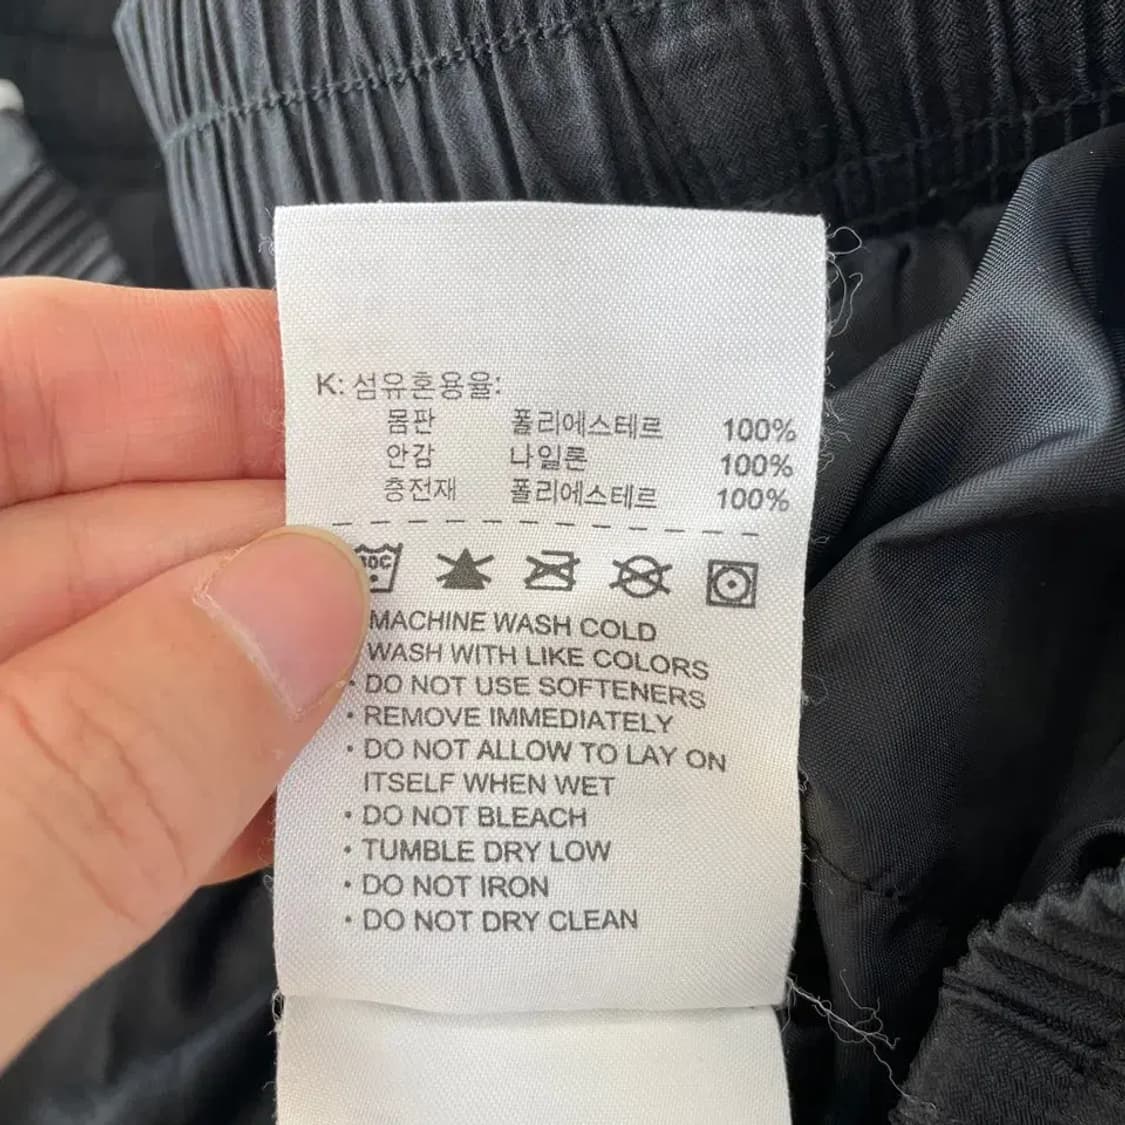 K: 섬유혼용율:
몸판 폴리에스테르 100%
안감 나일론 100%
충전재 폴리에스테르 100%
MACHINE WASH COLD
WASH WITH LIKE COLORS
• DO NOT USE SOFTENERS
• REMOVE IMMEDIATELY
• DO NOT ALLOW TO LAY ON
ITSELF WHEN WET
• DO NOT BLEACH
• TUMBLE DRY LOW
• DO NOT IRON
• DO NOT DRY CLEAN